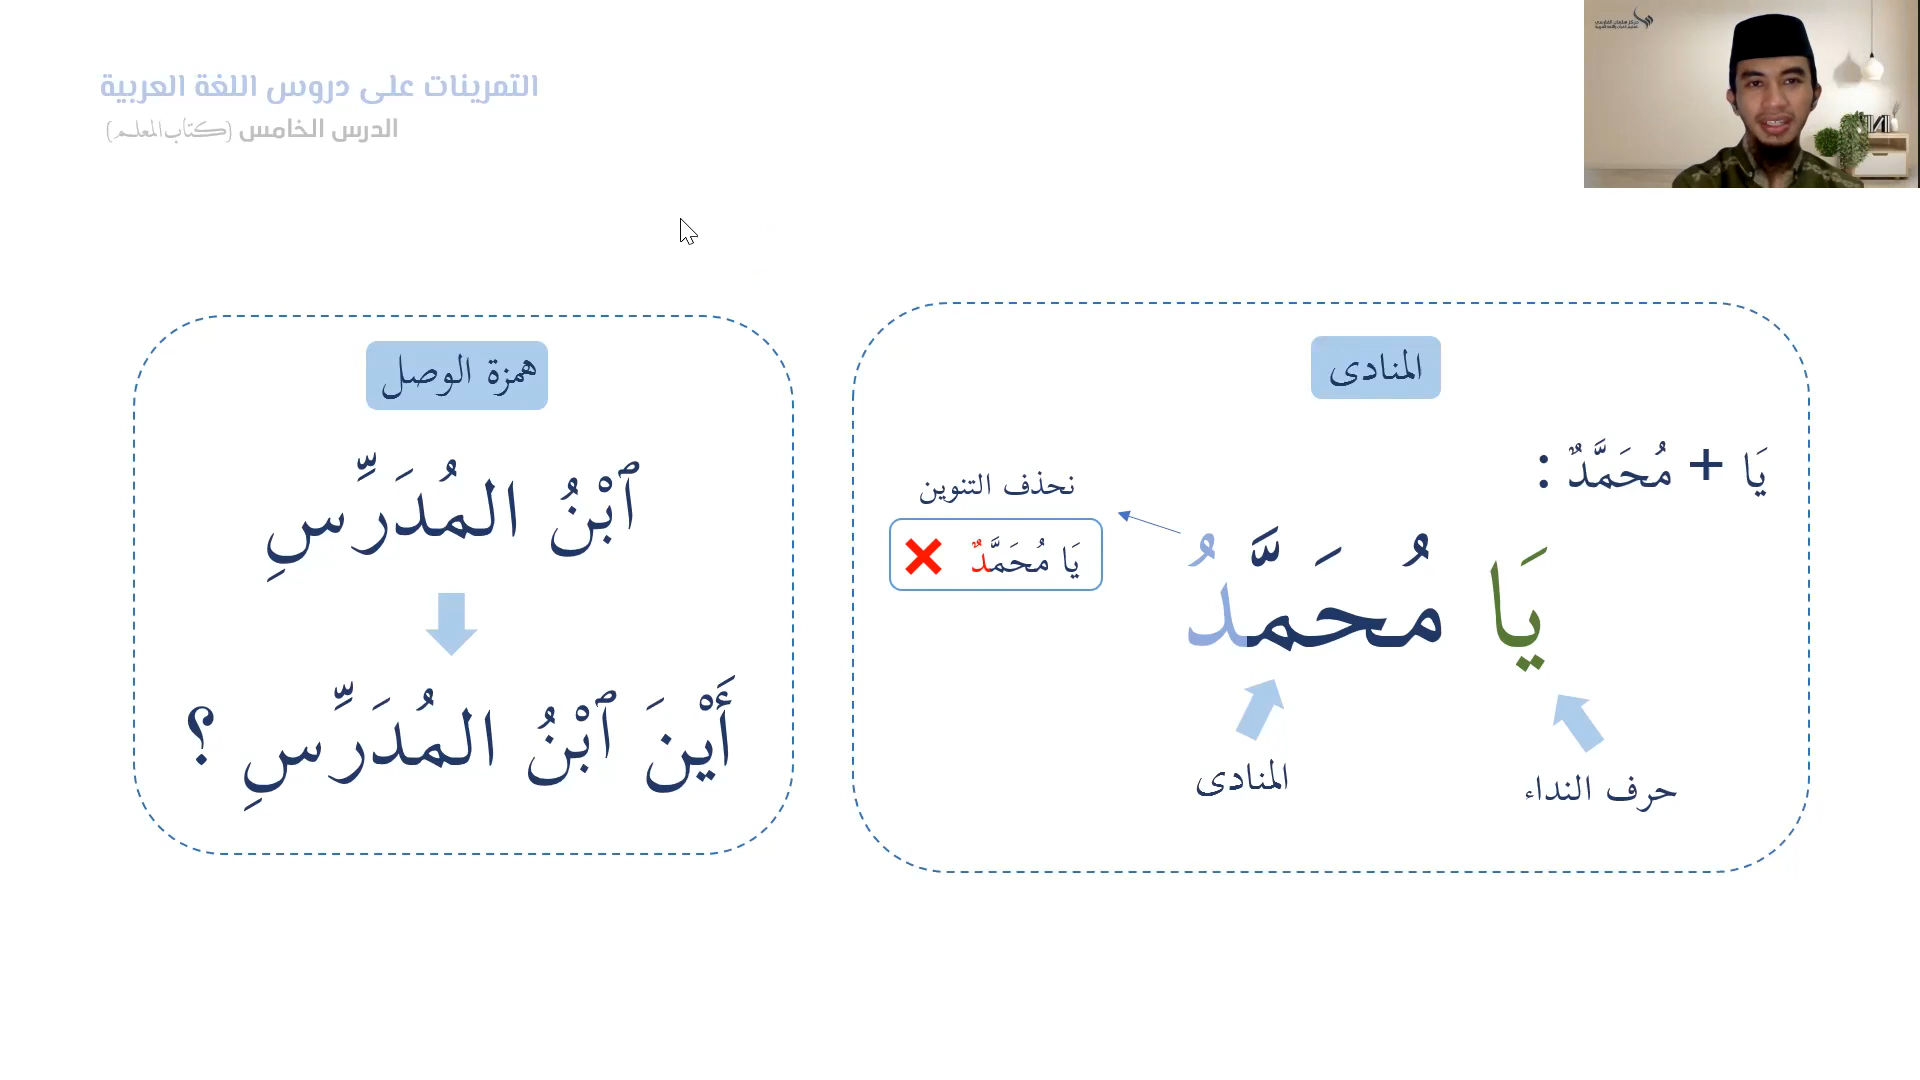 التمرينات على دروس اللغة العربية
الدرس الخامس (كتاب المعلم)
المنادى
يَا + مُحَمَّدٌ :
يَا مُحَمَّدُ
نحذف التنوين
يَا مُحَمَّدٌ
حرف النداء
المنادى
همزة الوصل
ٱبْنُ المُدَرِّسِ
أَيْنَ ٱبْنُ المُدَرِّسِ ؟